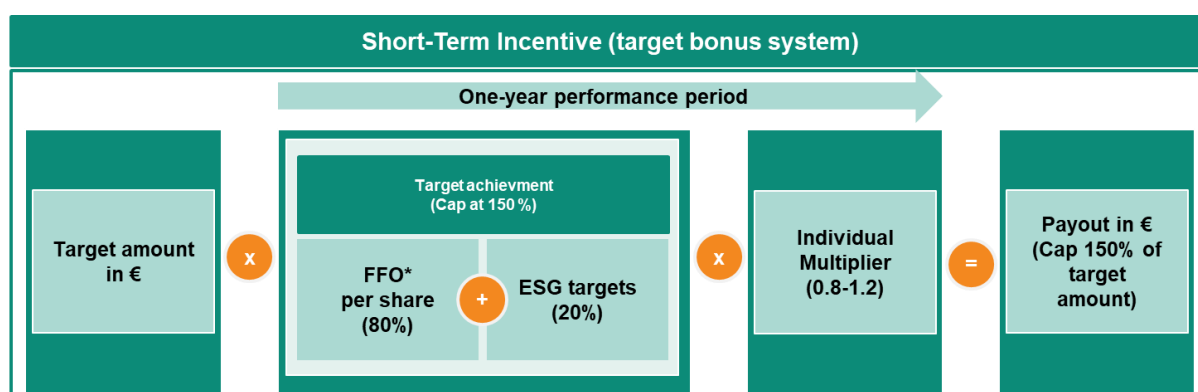 Short-Term Incentive (target bonus system)
One-year performance period
Target amount
in €
x
Target achievment
(Cap at 150 %)
FFO*
per share
(80%)
+
ESG targets
(20%)
x
Individual
Multiplier
(0.8-1.2)
=
Payout in €
(Cap 150% of
target
amount)